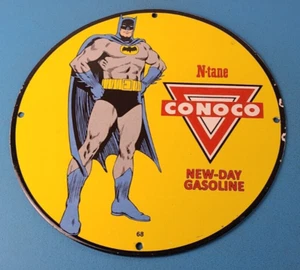 N-tane
CONOCO
NEW-DAY
GASOLINE
68